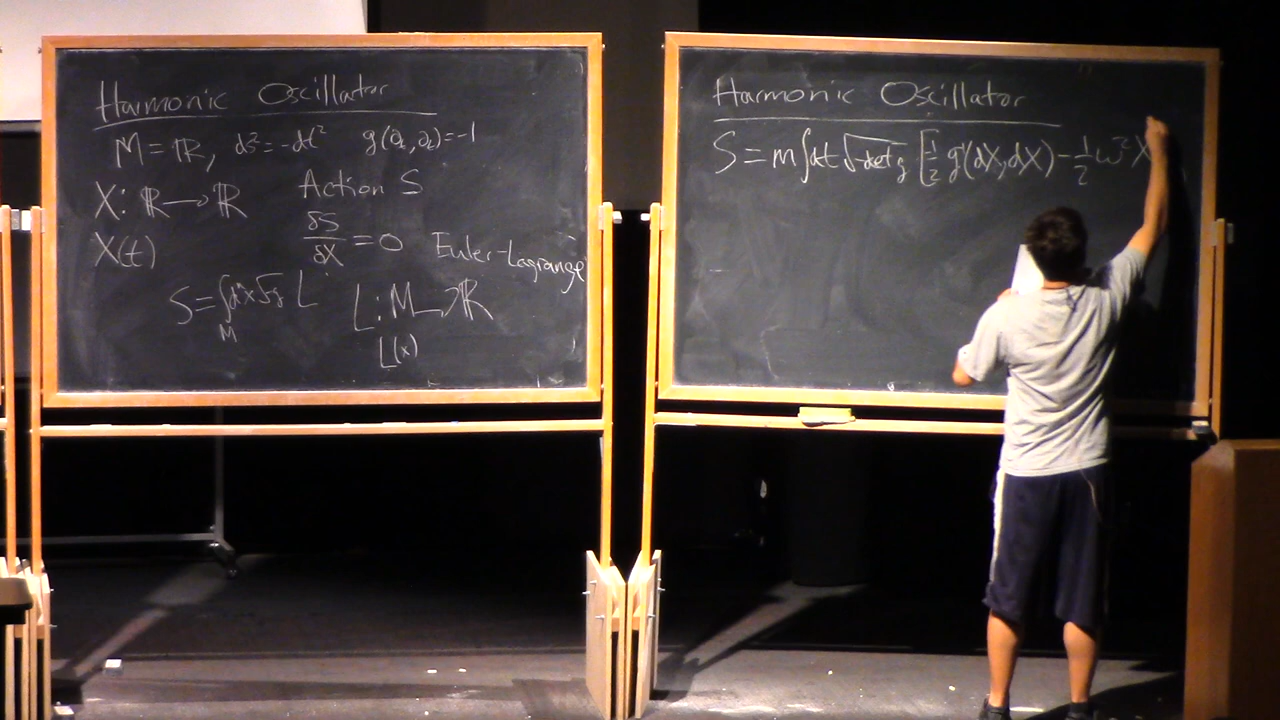 Harmonic Oscillator
M = ℝ, ds² = -dt² g(∂ₜ,∂ₜ) = -1
X: ℝ → ℝ Action S
X(t) δS/δX = 0 Euler-Lagrange
S = ∫_M dⁿx √g L L: M → ℝ
L(x)
Harmonic Oscillator
S = m∫dt √-det g [½ g(dX,dX) - ½ ω² X